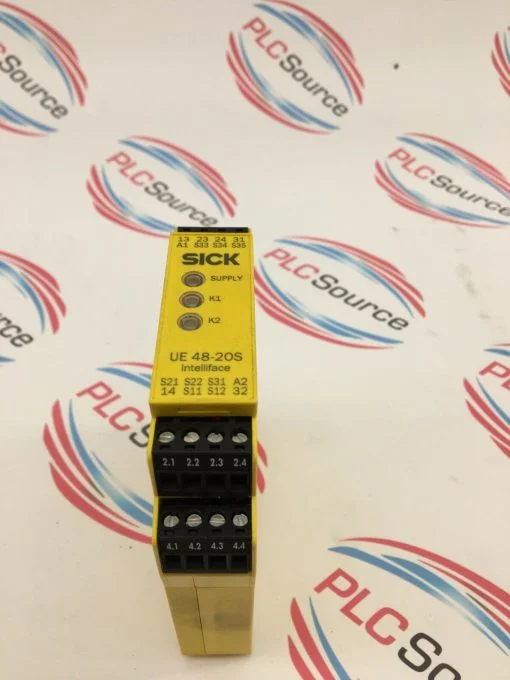 13 23 24 31
A1 S33 S34 S35
SICK
SUPPLY
K1
K2
UE 48-20S
Intelliface
S21 S22 S31 A2
14 S11 S12 32
2.1 2.2 2.3 2.4
4.1 4.2 4.3 4.4
PLC Source
PLC Source
PLC Source
PLCSource
PLC Source
PLC Source
PLC Source